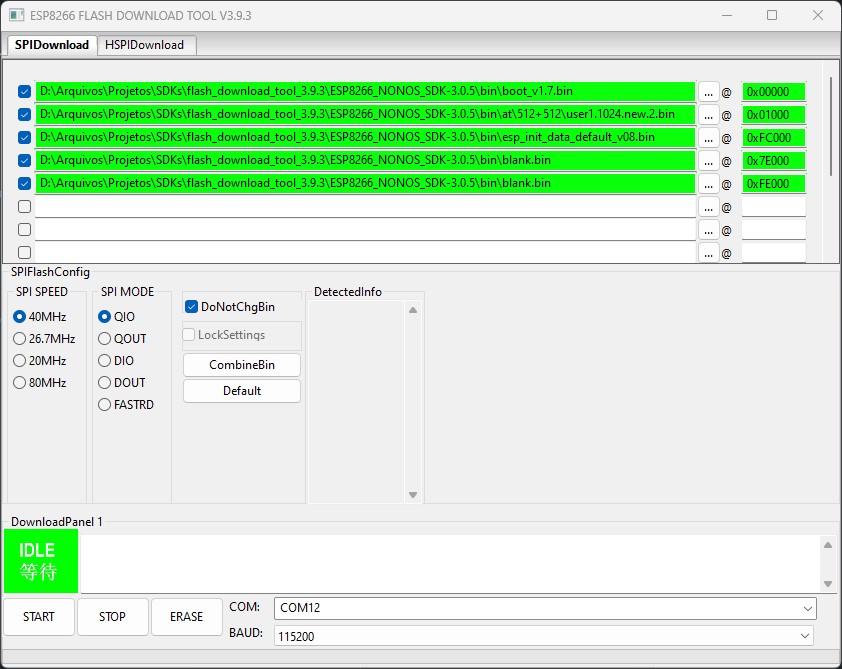 ESP8266 FLASH DOWNLOAD TOOL V3.9.3
SPIDownload HSPIDownload
D:\Arquivos\Projetos\SDKs\flash_download_tool_3.9.3\ESP8266_NONOS_SDK-3.0.5\bin\boot_v1.7.bin ... @ 0x00000
D:\Arquivos\Projetos\SDKs\flash_download_tool_3.9.3\ESP8266_NONOS_SDK-3.0.5\bin\at\512+512\user1.1024.new.2.bin ... @ 0x01000
D:\Arquivos\Projetos\SDKs\flash_download_tool_3.9.3\ESP8266_NONOS_SDK-3.0.5\bin\esp_init_data_default_v08.bin ... @ 0xFC000
D:\Arquivos\Projetos\SDKs\flash_download_tool_3.9.3\ESP8266_NONOS_SDK-3.0.5\bin\blank.bin ... @ 0x7E000
D:\Arquivos\Projetos\SDKs\flash_download_tool_3.9.3\ESP8266_NONOS_SDK-3.0.5\bin\blank.bin ... @ 0xFE000
... @
... @
... @
SPIFlashConfig
SPI SPEED
40MHz
26.7MHz
20MHz
80MHz
SPI MODE
QIO
QOUT
DIO
DOUT
FASTRD
DoNotChgBin
LockSettings
CombineBin
Default
DetectedInfo
DownloadPanel 1
IDLE
等待
START STOP ERASE
COM: COM12
BAUD: 115200